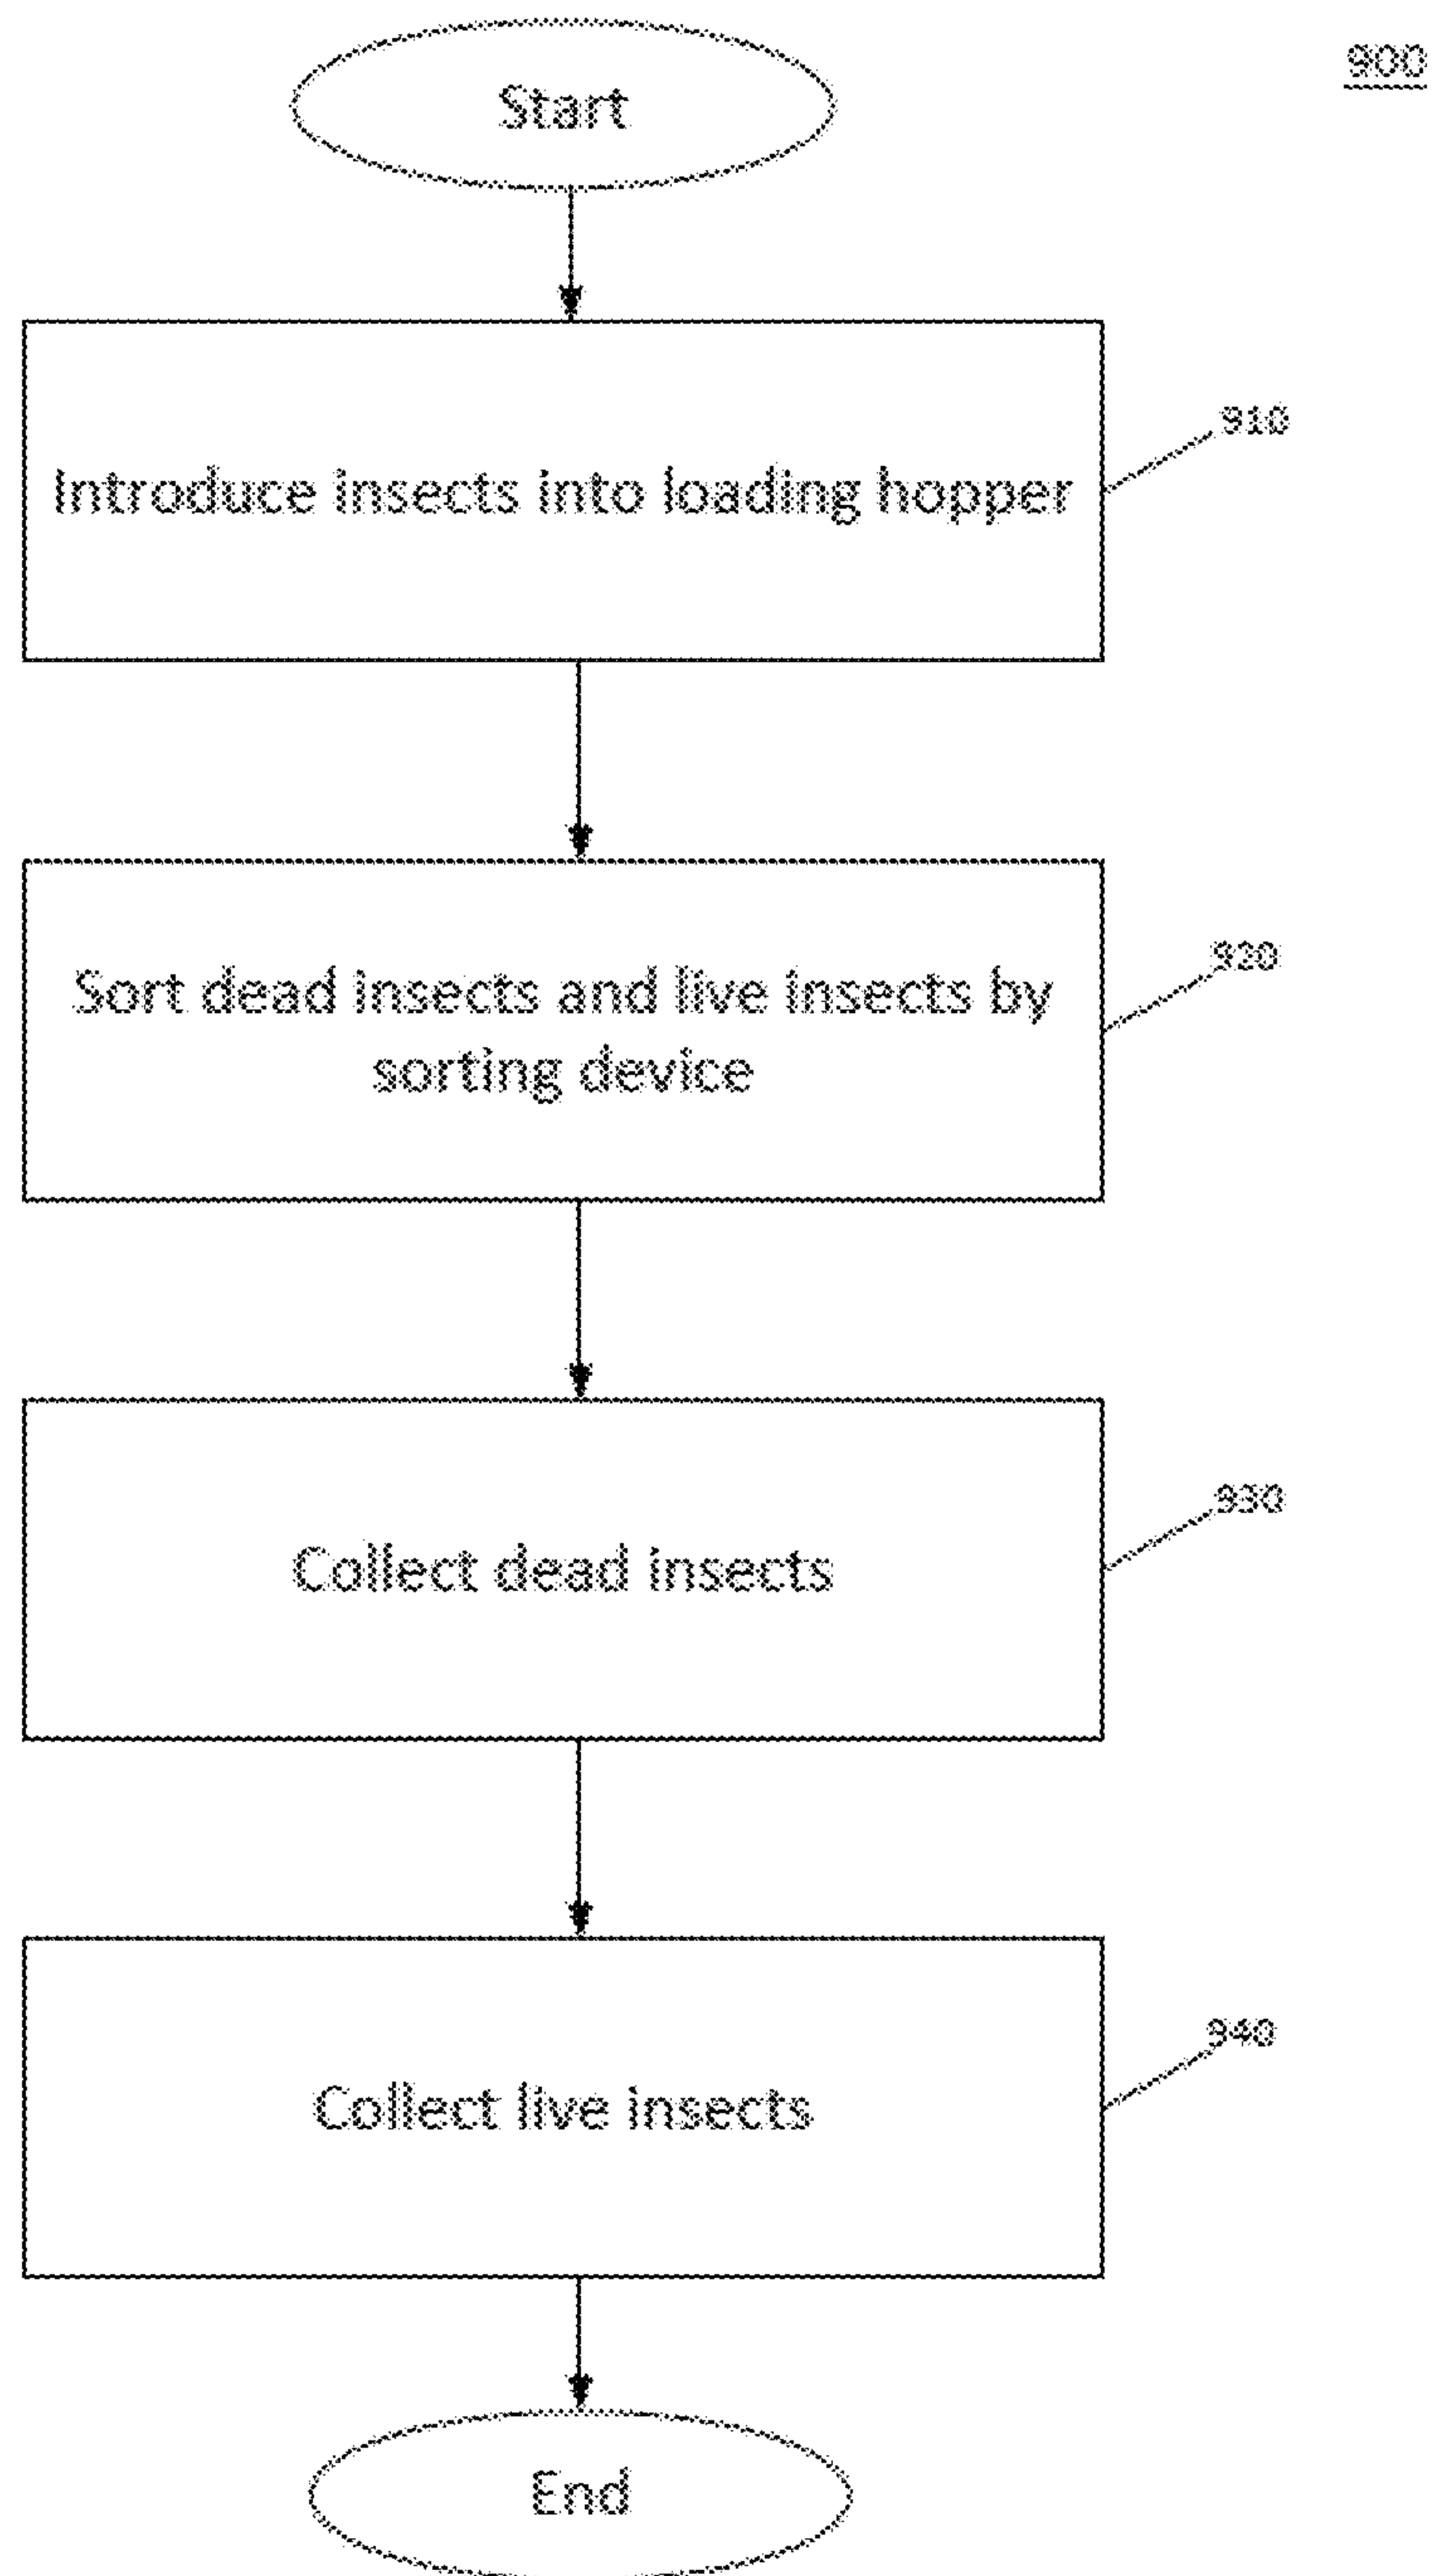 Start
900
Introduce insects into loading hopper
910
Sort dead insects and live insects by
sorting device
920
Collect dead insects
930
Collect live insects
940
End